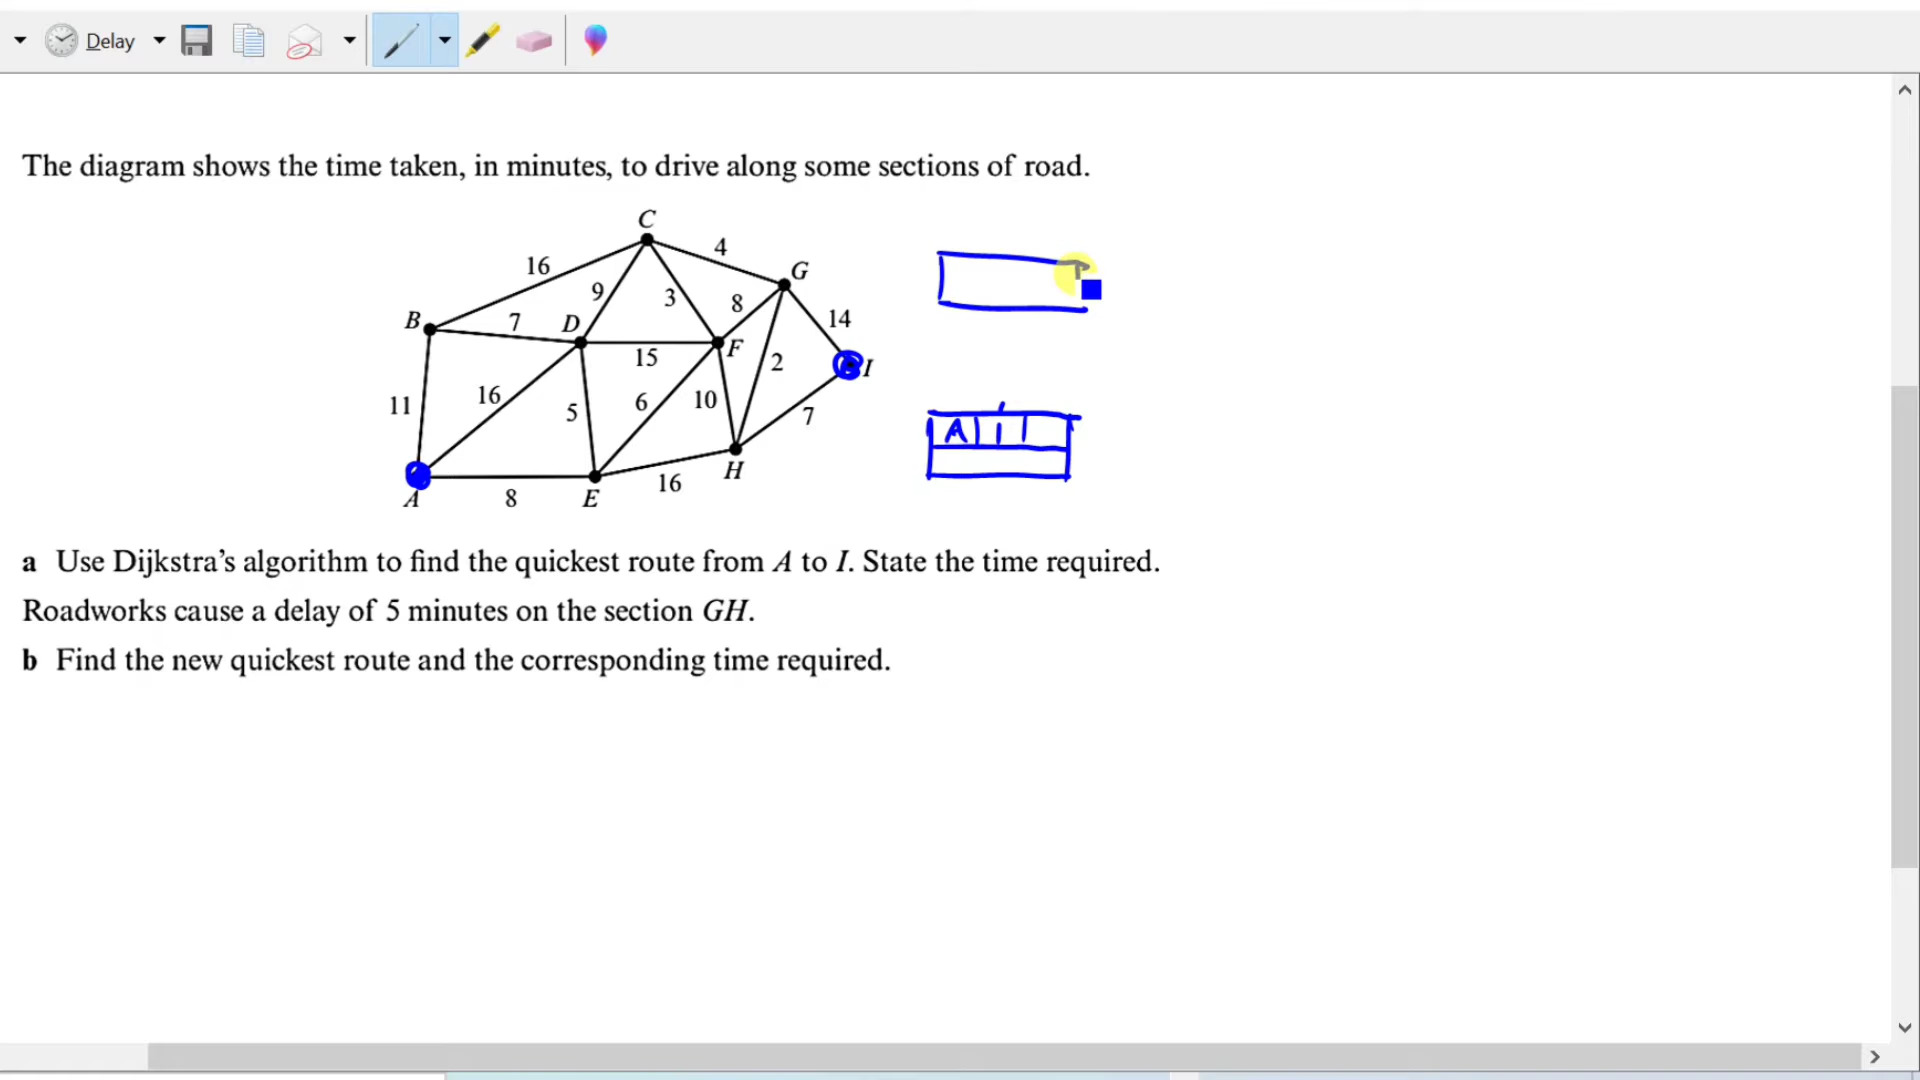 Delay
The diagram shows the time taken, in minutes, to drive along some sections of road.
C
4
16
G
9
3
8
B
7
D
14
15
F
2
I
16
11
5
6
10
7
A
8
E
16
H
A
a Use Dijkstra’s algorithm to find the quickest route from A to I. State the time required.
Roadworks cause a delay of 5 minutes on the section GH.
b Find the new quickest route and the corresponding time required.